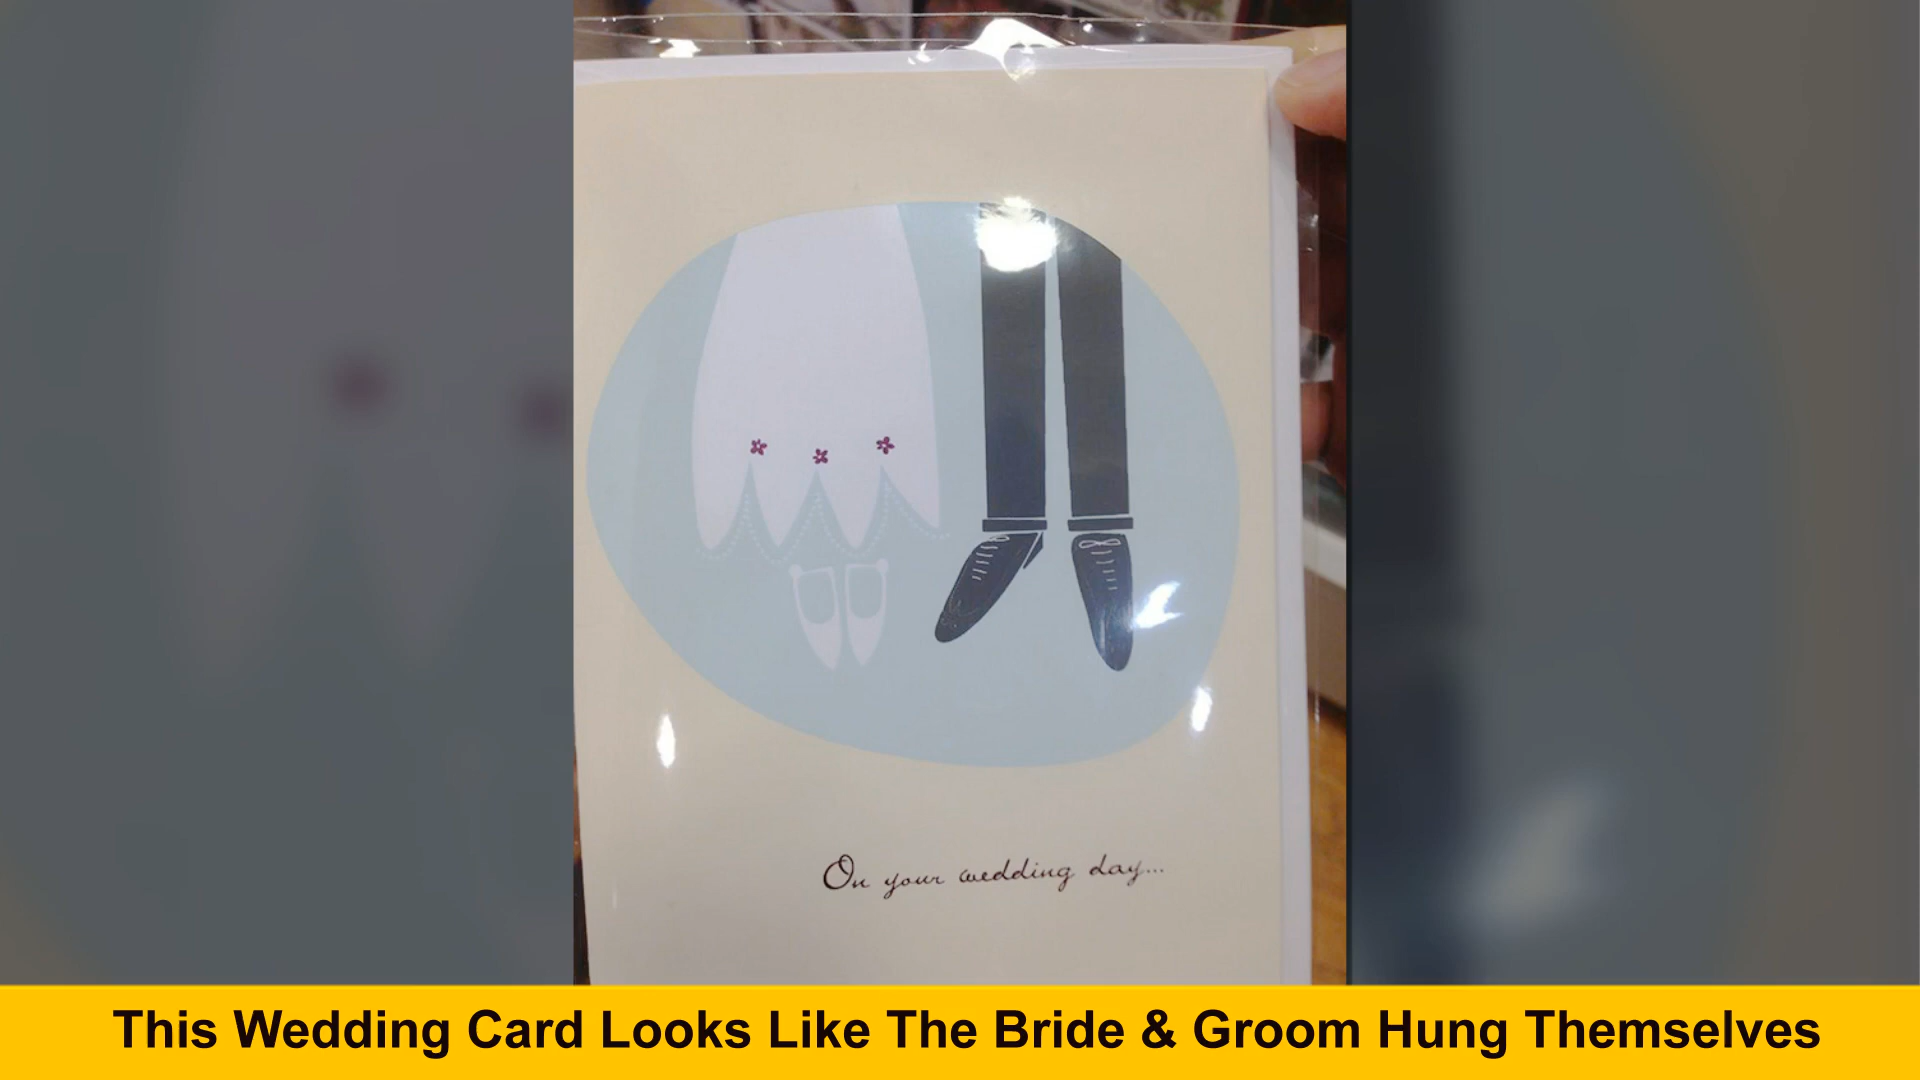 On your wedding day...
This Wedding Card Looks Like The Bride & Groom Hung Themselves